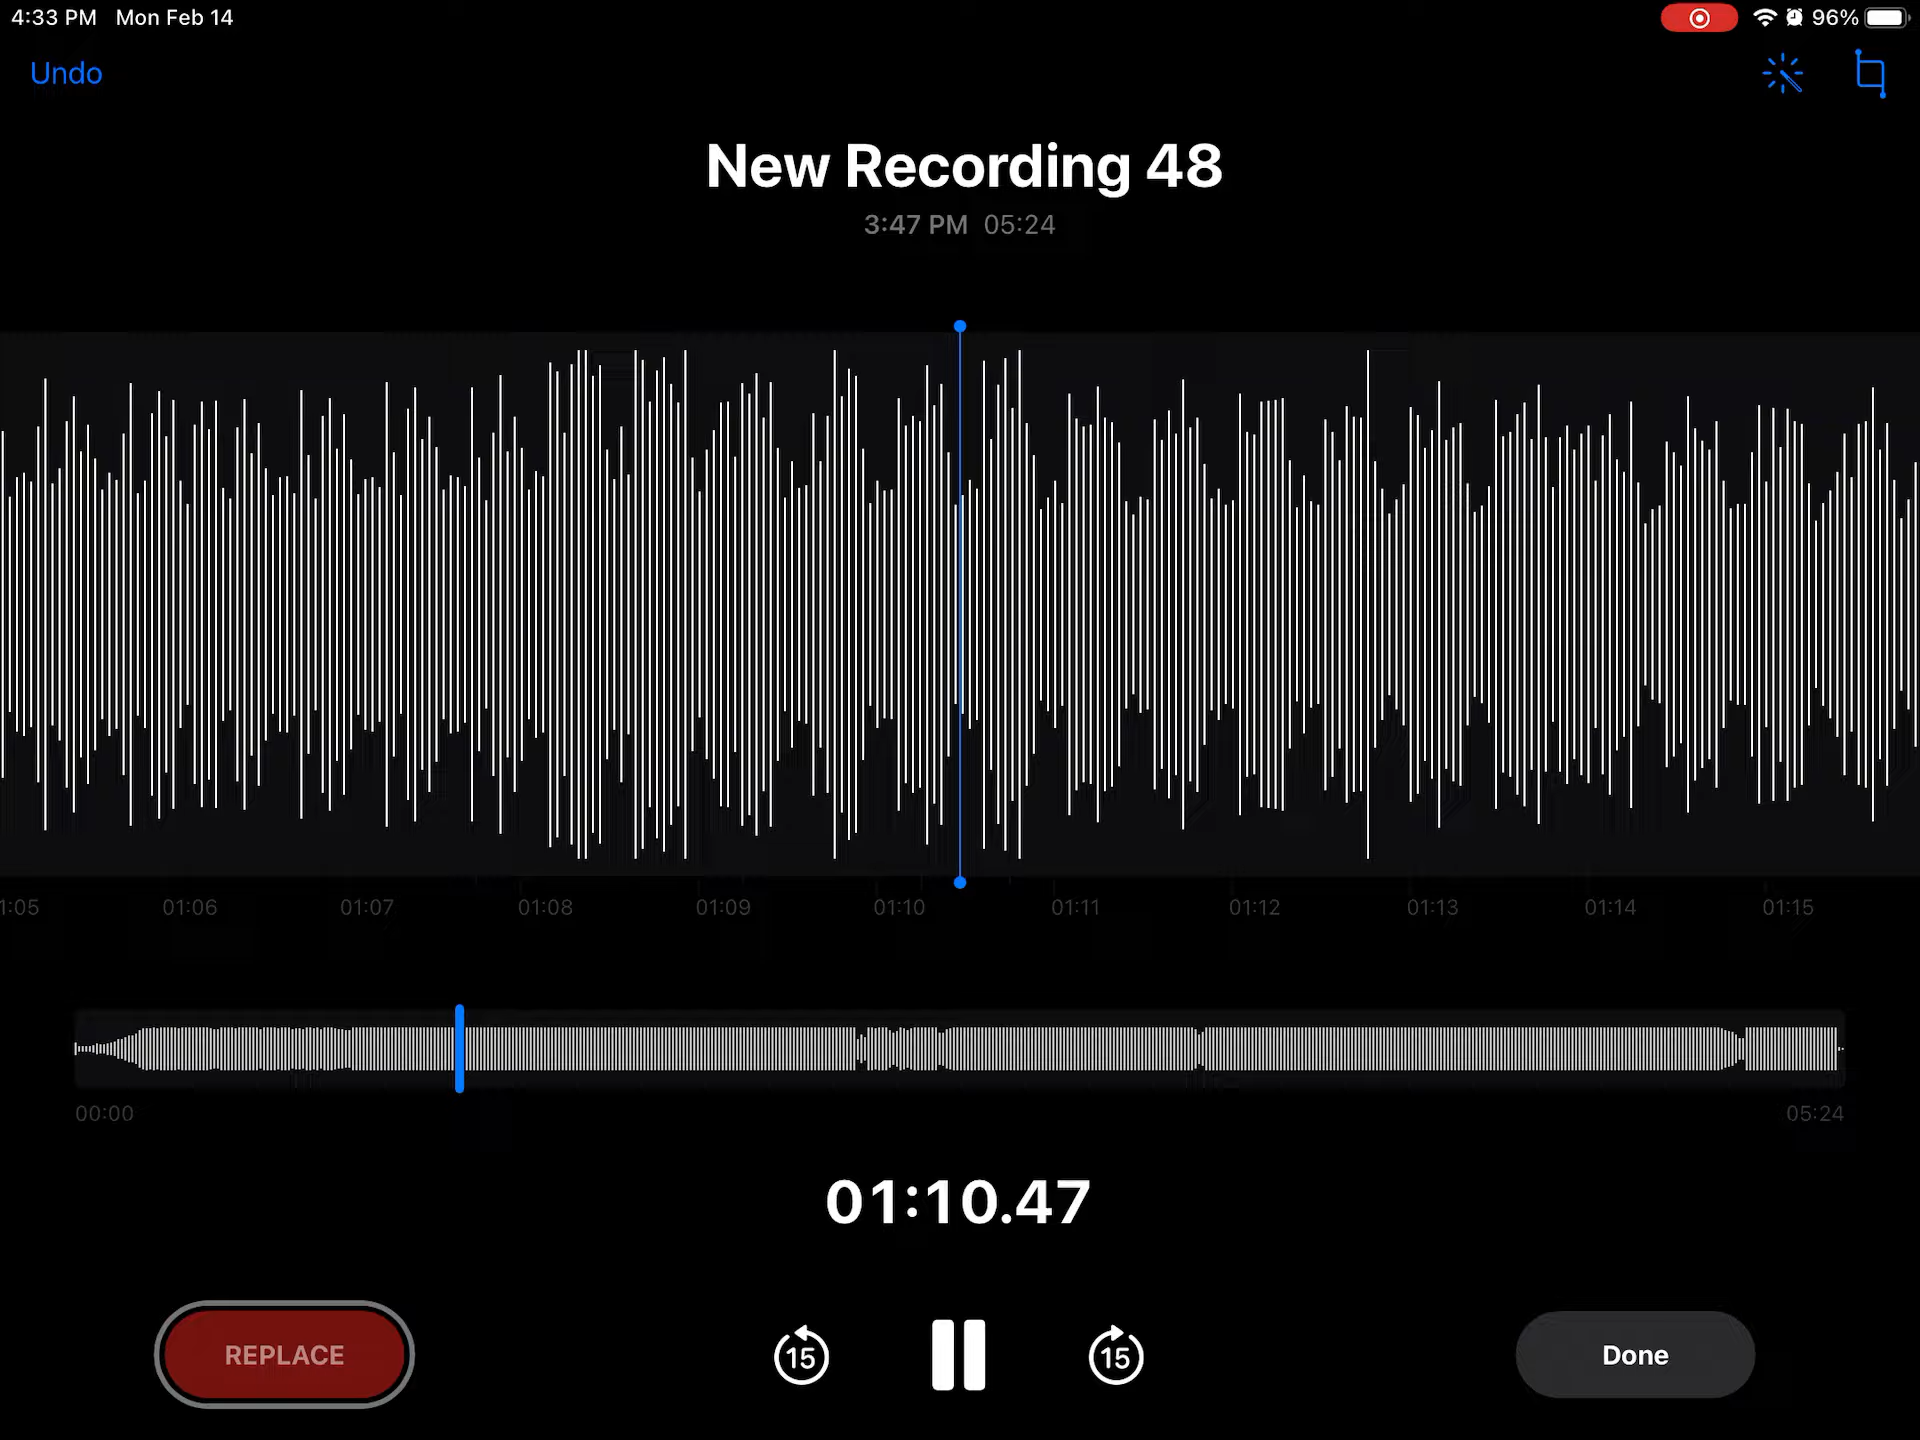 4:33 PM Mon Feb 14
96%
Undo
New Recording 48
3:47 PM 05:24
1:05 01:06 01:07 01:08 01:09 01:10 01:11 01:12 01:13 01:14 01:15
00:00 05:24
01:10.47
REPLACE 15 15 Done